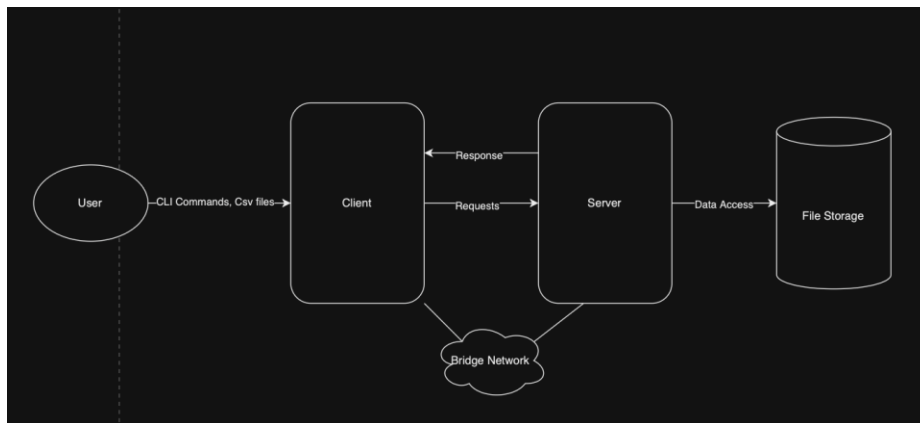 Response
User
CLI Commands, Csv files
Client
Requests
Server
Data Access
File Storage
Bridge Network